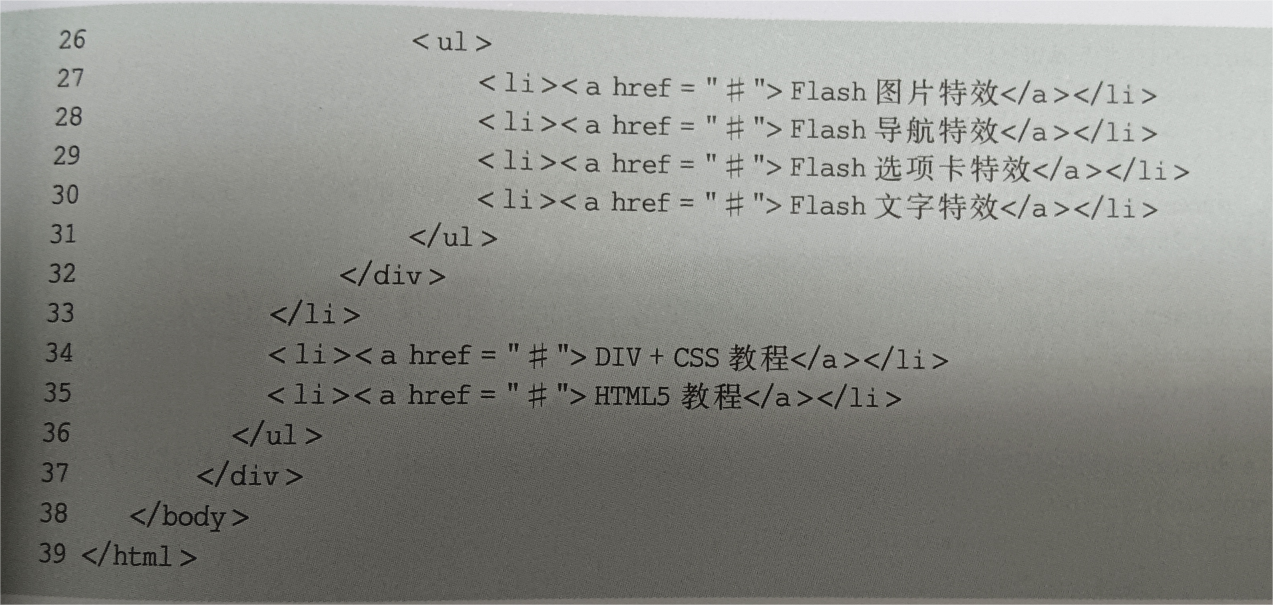 26 <ul>
27 <li><a href="#">Flash 图片特效</a></li>
28 <li><a href="#">Flash 导航特效</a></li>
29 <li><a href="#">Flash 选项卡特效</a></li>
30 <li><a href="#">Flash 文字特效</a></li>
31 </ul>
32 </div>
33 </li>
34 <li><a href="#">DIV+CSS 教程</a></li>
35 <li><a href="#">HTML5 教程</a></li>
36 </ul>
37 </div>
38 </body>
39 </html>